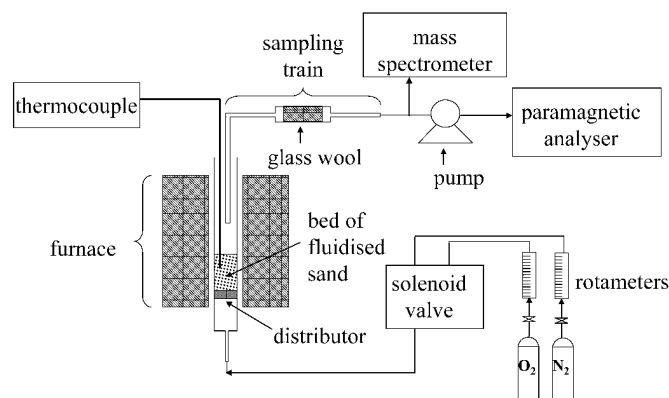 mass
spectrometer
sampling
train
thermocouple
paramagnetic
analyser
glass wool
pump
furnace
bed of
fluidised
sand
solenoid
valve
rotameters
distributor
O₂
N₂